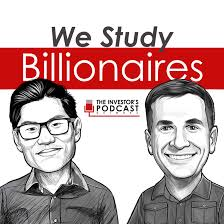 We Study
Billionaires
THE INVESTOR'S
PODCAST